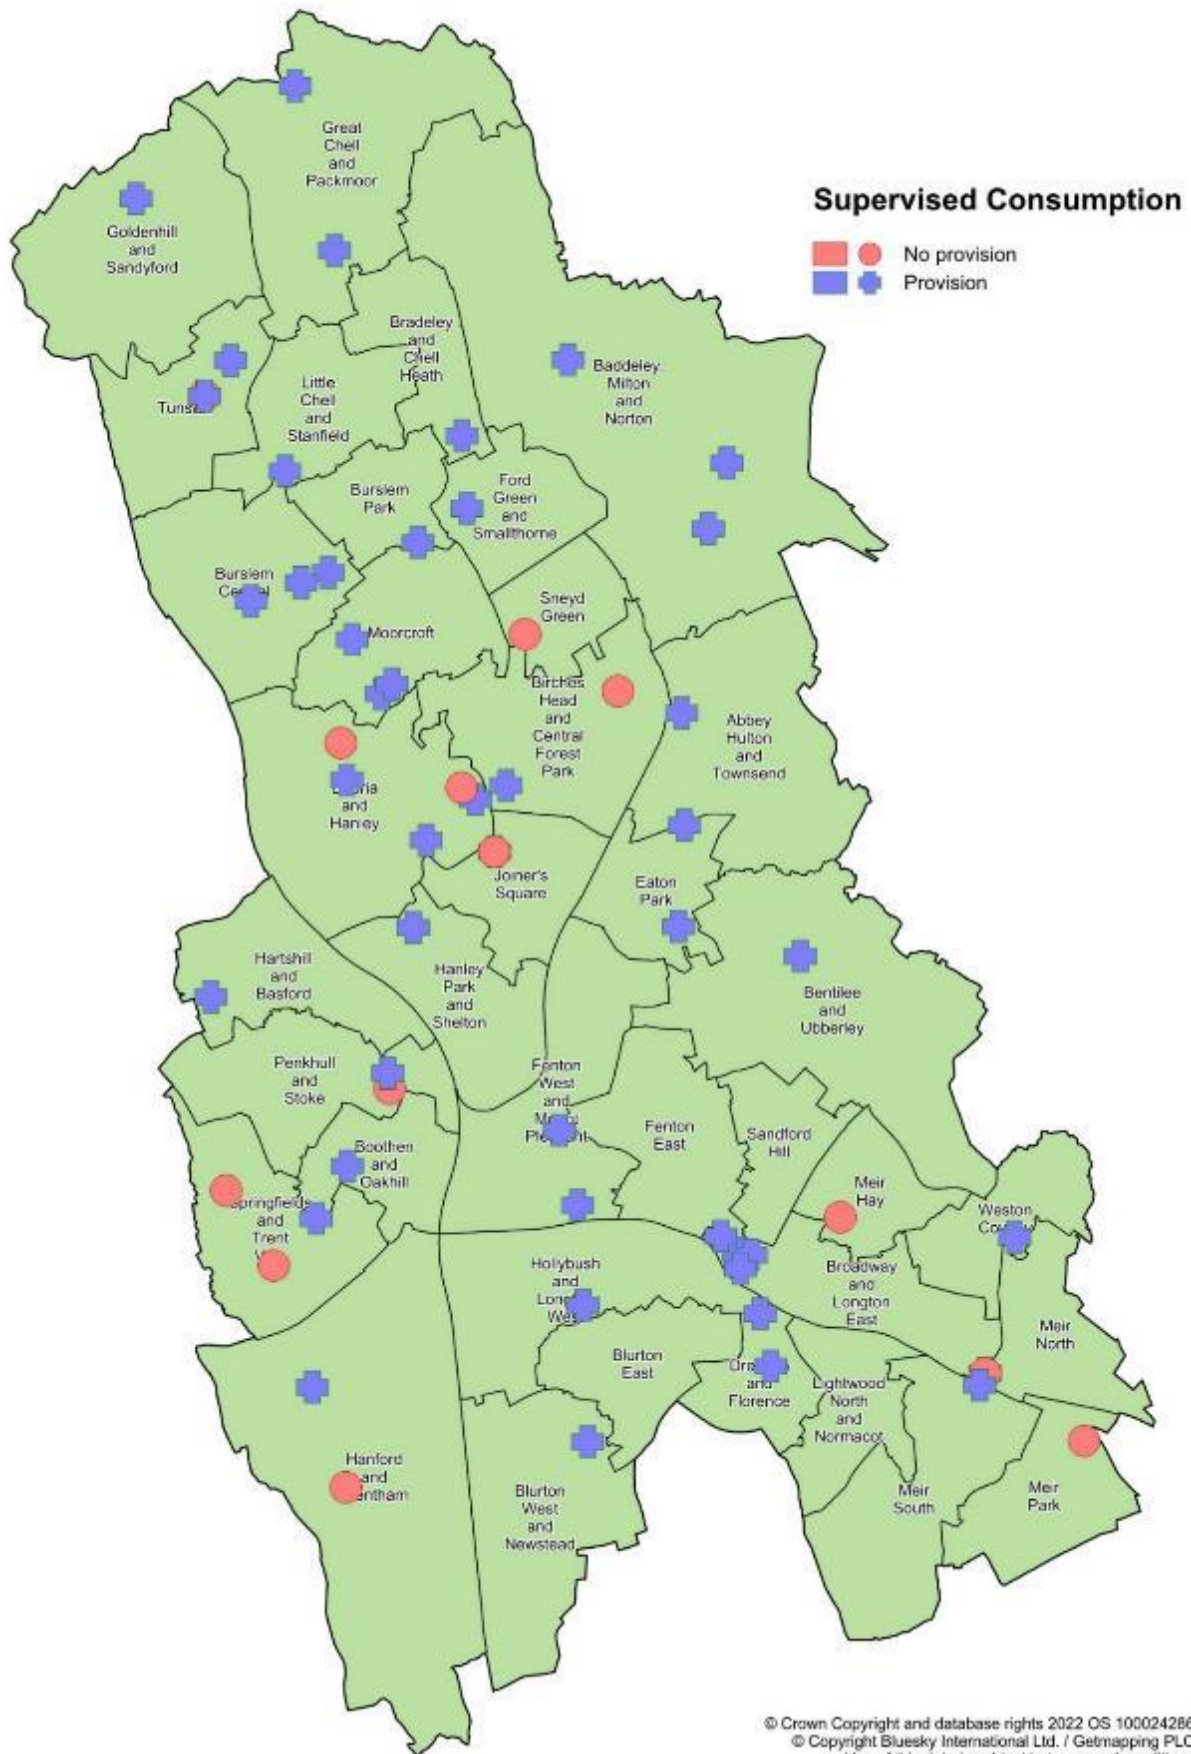 Supervised Consumption
No provision
Provision
Great
Chell
and
Packmoor
Goldenhill
and
Sandyford
Bradeley
and
Chell
Heath
Baddeley,
Milton
and
Norton
Little
Chell
and
Stanfield
Burslem
Park
Ford
Green
and
Smallthorne
Burslem
Sneyd
Green
Moorcroft
Birches
Head
and
Central
Forest
Park
Abbey
Hulton
and
Townsend
and
Hanley
Joiner's
Square
Eaton
Park
Hartshill
and
Basford
Hanley
Park
and
Shelton
Bentilee
and
Ubberley
Penkhull
and
Stoke
Fenton
West
and
Fenton
East
Sandford
Hill
Boothen
and
Oakhill
Meir
Hay
Springfields
and
Trent
Weston
Hollybush
and
West
Broadway
and
Longton
East
Meir
North
Blurton
East
and
Florence
Lightwood
North
and
Normacot
Hanford
and
Blurton
West
and
Newstead
Meir
South
Meir
Park
© Crown Copyright and database rights 2022 OS 100024286
© Copyright Bluesky International Ltd. / Getmapping PLC